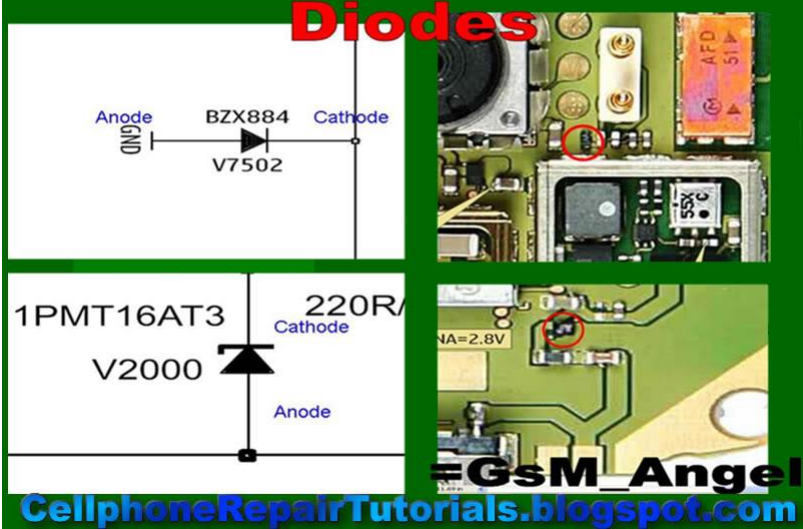 Diodes
Anode
BZX884
Cathode
GND
V7502
AFD
51
55X
C
1PMT16AT3
220R/
Cathode
V2000
NA=2.8V
Anode
=GsM_Angel
CellphoneRepairTutorials.blogspot.com